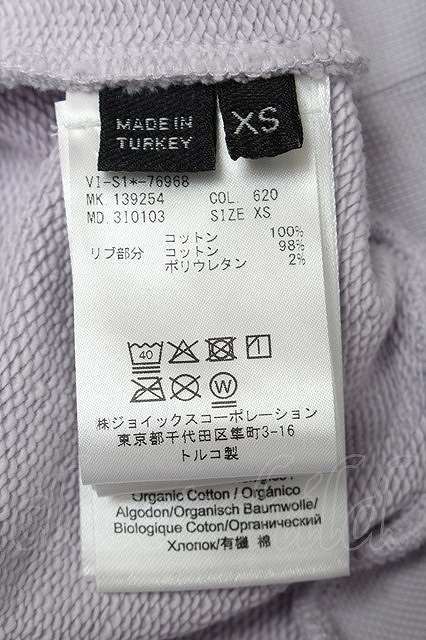 MADE IN
TURKEY
XS
VI-S1*-76968
MK 139254 COL. 620
MD.3I0103 SIZE XS
コットン 100%
リブ部分 コットン 98%
ポリウレタン 2%
40
W
株ジョイックスコーポレーション
東京都千代田区隼町3-16
トルコ製
Organic Cotton / Orgánico
Algodon/Organisch Baumwolle/
Biologique Coton/Органический
Хлопок/有機 棉